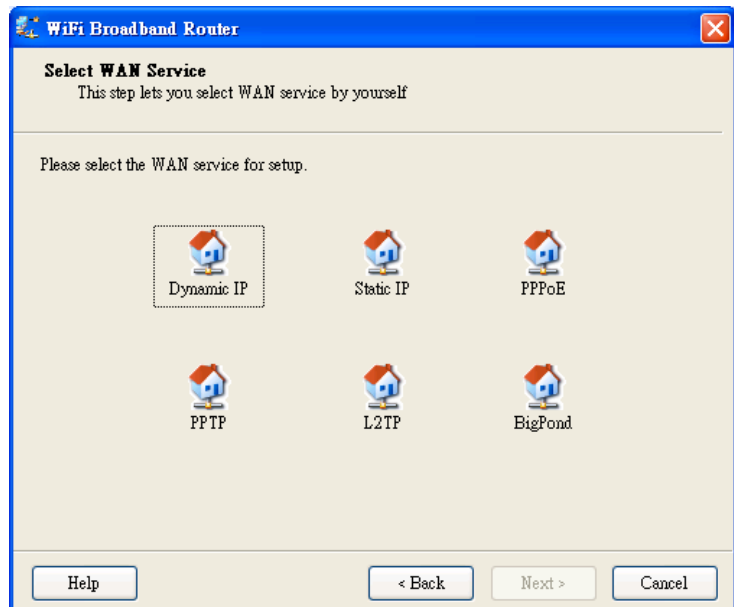 WiFi Broadband Router
Select WAN Service
This step lets you select WAN service by yourself
Please select the WAN service for setup.
Dynamic IP
Static IP
PPPoE
PPTP
L2TP
BigPond
Help
< Back
Next >
Cancel